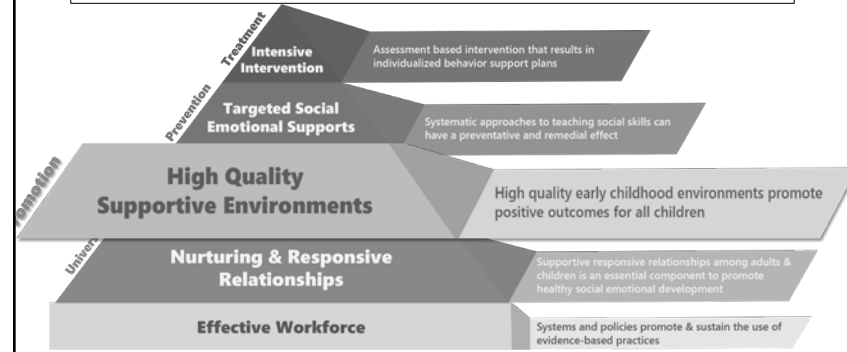 Treatment
Intensive
Intervention
Assessment based intervention that results in
individualized behavior support plans
Prevention
Targeted Social
Emotional Supports
Systematic approaches to teaching social skills can
have a preventative and remedial effect
omotion
High Quality
Supportive Environments
High quality early childhood environments promote
positive outcomes for all children
Univers
Nurturing & Responsive
Relationships
Supportive responsive relationships among adults &
children is an essential component to promote
healthy social emotional development
Effective Workforce
Systems and policies promote & sustain the use of
evidence-based practices